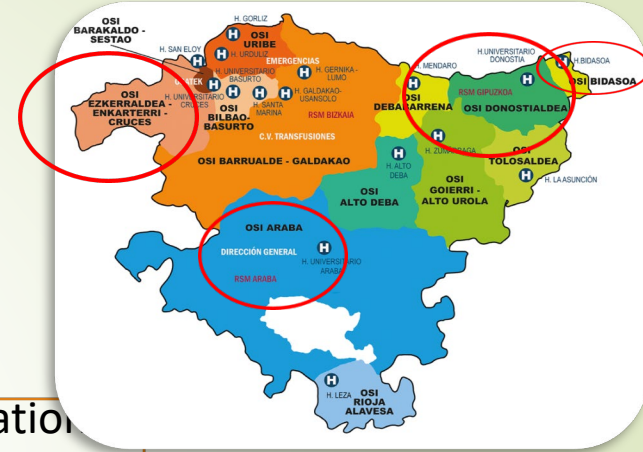 H. GORLIZ
OSI
BARAKALDO -
SESTAO
OSI
URIBE
H. SAN ELOY
H. URDULIZ
EMERGENCIAS
H. UNIVERSITARIO
BASURTO
H. GERNIKA -
LUMO
H. UNIVERSITARIO
CRUCES
H. SANTA
MARINA
H. GALDAKAO-
USANSOLO
OSI
EZKERRALDEA -
ENKARTERRI -
CRUCES
OSI
BILBAO-
BASURTO
RSM BIZKAIA
C.V. TRANSFUSIONES
OSI BARRUALDE - GALDAKAO
H. MENDARO
H.UNIVERSITARIO
DONOSTIA
H.BIDASOA
OSI BIDASOA
OSI
DEBABARRENA
RSM GIPUZKOA
OSI DONOSTIALDEA
H. ALTO
DEBA
OSI
TOLOSALDEA
H. LA ASUNCIÓN
OSI
ALTO DEBA
OSI
GOIERRI -
ALTO UROLA
OSI ARABA
DIRECCIÓN GENERAL
H. UNIVERSITARIO
ARABA
RSM ARABA
H. LEZA
OSI
RIOJA
ALAVESA